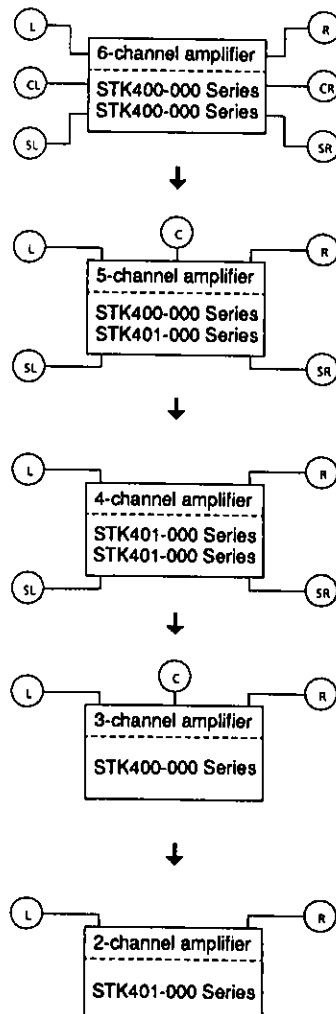 L
R
6-channel amplifier
CL
CR
STK400-000 Series
STK400-000 Series
SL
SR
C
L
R
5-channel amplifier
STK400-000 Series
STK401-000 Series
SL
SR
L
R
4-channel amplifier
STK401-000 Series
STK401-000 Series
SL
SR
C
L
R
3-channel amplifier
STK400-000 Series
L
R
2-channel amplifier
STK401-000 Series